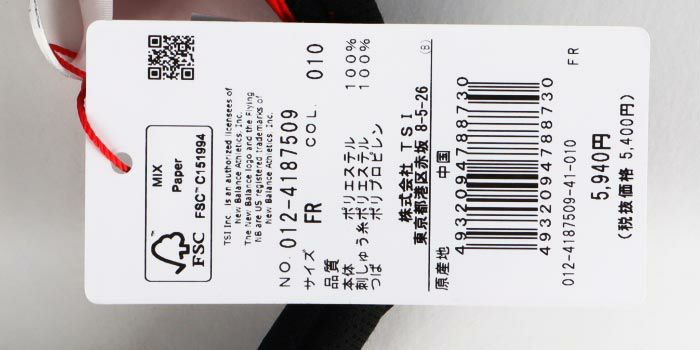 MIX
Paper
FSC™ C151994
FSC
TSI Inc. is an authorized licensees of
New Balance Athletics, Inc.
The New Balance logo and the Flying
NB are US registered trademarks of
New Balance Athletics, Inc.
NO. 012-4187509 COL. 010
サイズ FR
品質
本体 ポリエステル 100%
刺しゅう糸ポリエステル 100%
つば ポリプロピレン
株式会社 TSI
東京都港区赤坂 8-5-26 (B)
原産地 中国
4932094788730
4932094788730
012-4187509-41-010 FR
5,940円
(税抜価格 5,400円)